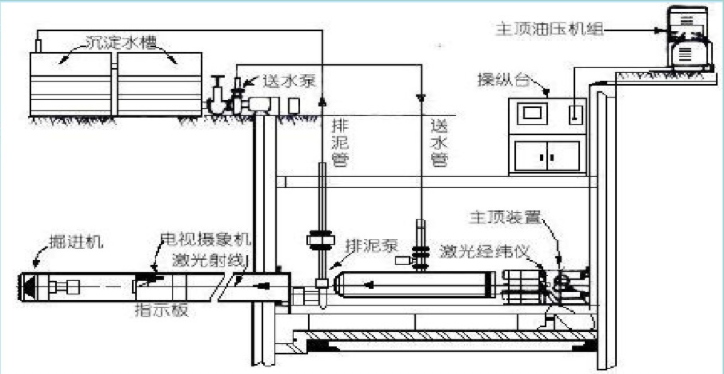 主顶油压机组
沉淀水槽
送水泵
操纵台
排泥管
送水管
主顶装置
掘进机
电视摄象机
排泥泵
激光经纬仪
激光射线
指示板